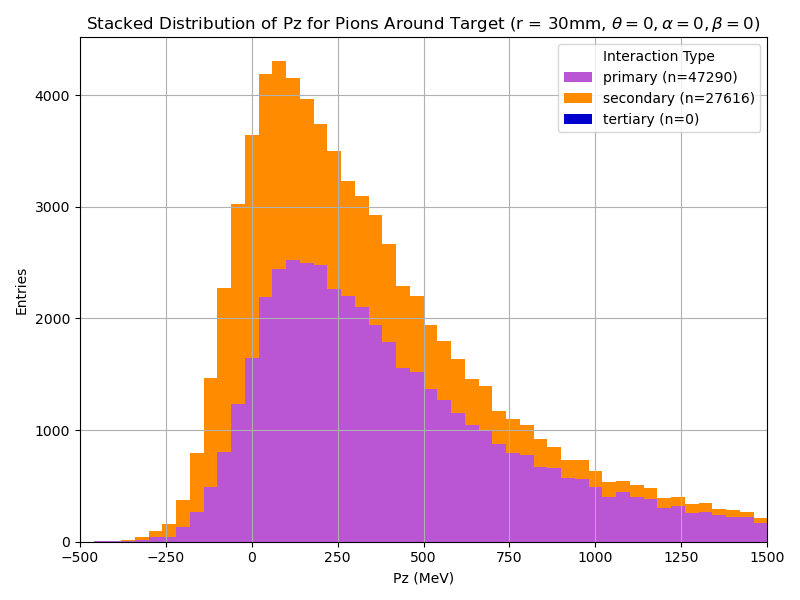 Stacked Distribution of Pz for Pions Around Target (r = 30mm, θ = 0, α = 0, β = 0)
Interaction Type
primary (n=47290)
secondary (n=27616)
tertiary (n=0)
4000
3000
2000
1000
0
Entries
−500 −250 0 250 500 750 1000 1250 1500
Pz (MeV)